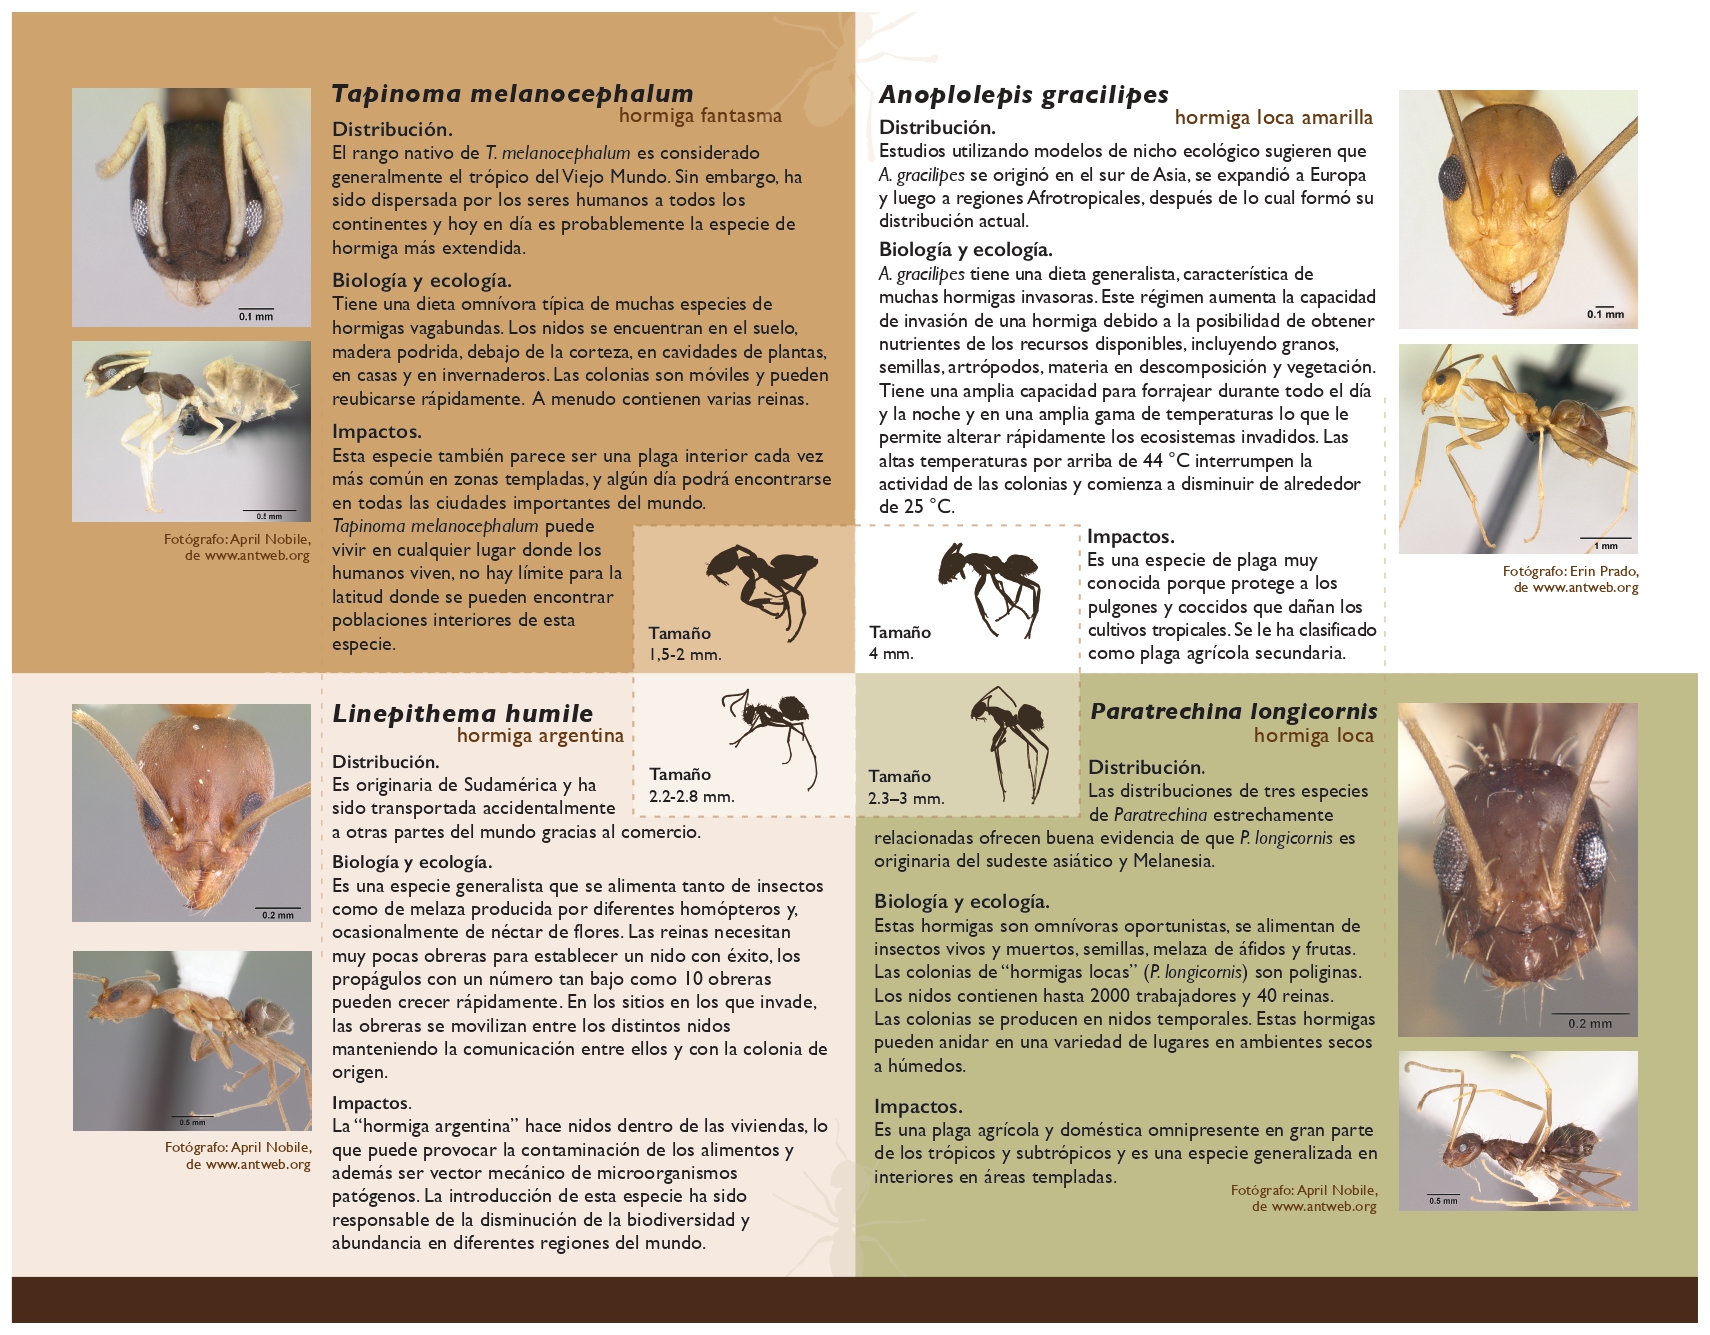 Tapinoma melanocephalum
hormiga fantasma
Distribución.
El rango nativo de T. melanocephalum es considerado
generalmente el trópico del Viejo Mundo. Sin embargo, ha
sido dispersada por los seres humanos a todos los
continentes y hoy en día es probablemente la especie de
hormiga más extendida.
Biología y ecología.
Tiene una dieta omnívora típica de muchas especies de
hormigas vagabundas. Los nidos se encuentran en el suelo,
madera podrida, debajo de la corteza, en cavidades de plantas,
en casas y en invernaderos. Las colonias son móviles y pueden
reubicarse rápidamente. A menudo contienen varias reinas.
Impactos.
Esta especie también parece ser una plaga interior cada vez
más común en zonas templadas, y algún día podrá encontrarse
en todas las ciudades importantes del mundo.
Tapinoma melanocephalum puede
vivir en cualquier lugar donde los
humanos viven, no hay límite para la
latitud donde se pueden encontrar
poblaciones interiores de esta
especie.
0.1 mm
0.5 mm
Fotógrafo: April Nobile,
de www.antweb.org
Tamaño
1,5-2 mm.
Anoplolepis gracilipes
hormiga loca amarilla
Distribución.
Estudios utilizando modelos de nicho ecológico sugieren que
A. gracilipes se originó en el sur de Asia, se expandió a Europa
y luego a regiones Afrotropicales, después de lo cual formó su
distribución actual.
Biología y ecología.
A. gracilipes tiene una dieta generalista, característica de
muchas hormigas invasoras. Este régimen aumenta la capacidad
de invasión de una hormiga debido a la posibilidad de obtener
nutrientes de los recursos disponibles, incluyendo granos,
semillas, artrópodos, materia en descomposición y vegetación.
Tiene una amplia capacidad para forrajear durante todo el día
y la noche y en una amplia gama de temperaturas lo que le
permite alterar rápidamente los ecosistemas invadidos. Las
altas temperaturas por arriba de 44 °C interrumpen la
actividad de las colonias y comienza a disminuir de alrededor
de 25 °C.
Impactos.
Es una especie de plaga muy
conocida porque protege a los
pulgones y coccidos que dañan los
cultivos tropicales. Se le ha clasificado
como plaga agrícola secundaria.
Tamaño
4 mm.
0.1 mm
1 mm
Fotógrafo: Erin Prado,
de www.antweb.org
Linepithema humile
hormiga argentina
Distribución.
Es originaria de Sudamérica y ha
sido transportada accidentalmente
a otras partes del mundo gracias al comercio.
Biología y ecología.
Es una especie generalista que se alimenta tanto de insectos
como de melaza producida por diferentes homópteros y,
ocasionalmente de néctar de flores. Las reinas necesitan
muy pocas obreras para establecer un nido con éxito, los
propágulos con un número tan bajo como 10 obreras
pueden crecer rápidamente. En los sitios en los que invade,
las obreras se movilizan entre los distintos nidos
manteniendo la comunicación entre ellos y con la colonia de
origen.
Impactos.
La “hormiga argentina” hace nidos dentro de las viviendas, lo
que puede provocar la contaminación de los alimentos y
además ser vector mecánico de microorganismos
patógenos. La introducción de esta especie ha sido
responsable de la disminución de la biodiversidad y
abundancia en diferentes regiones del mundo.
0.2 mm
0.5 mm
Fotógrafo: April Nobile,
de www.antweb.org
Tamaño
2.2-2.8 mm.
Paratrechina longicornis
hormiga loca
Distribución.
Las distribuciones de tres especies
de Paratrechina estrechamente
relacionadas ofrecen buena evidencia de que P. longicornis es
originaria del sudeste asiático y Melanesia.
Biología y ecología.
Estas hormigas son omnívoras oportunistas, se alimentan de
insectos vivos y muertos, semillas, melaza de áfidos y frutas.
Las colonias de “hormigas locas” (P. longicornis) son poliginas.
Los nidos contienen hasta 2000 trabajadores y 40 reinas.
Las colonias se producen en nidos temporales. Estas hormigas
pueden anidar en una variedad de lugares en ambientes secos
a húmedos.
Impactos.
Es una plaga agrícola y doméstica omnipresente en gran parte
de los trópicos y subtrópicos y es una especie generalizada en
interiores en áreas templadas.
Tamaño
2.3–3 mm.
0.2 mm
0.5 mm
Fotógrafo: April Nobile,
de www.antweb.org